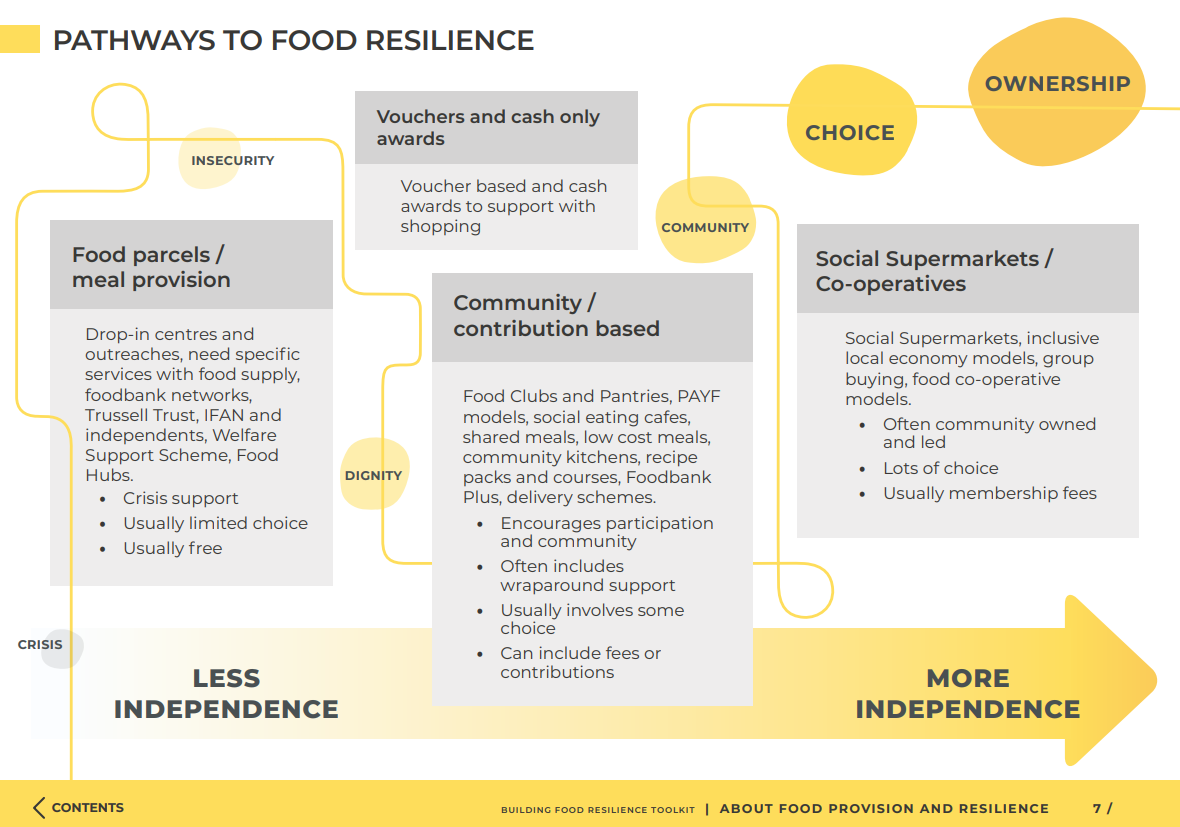 PATHWAYS TO FOOD RESILIENCE
OWNERSHIP
CHOICE
INSECURITY
Vouchers and cash only
awards
Voucher based and cash
awards to support with
shopping
COMMUNITY
Food parcels /
meal provision
Drop-in centres and
outreaches, need specific
services with food supply,
foodbank networks,
Trussell Trust, IFAN and
independents, Welfare
Support Scheme, Food
Hubs.
• Crisis support
• Usually limited choice
• Usually free
DIGNITY
Community /
contribution based
Food Clubs and Pantries, PAYF
models, social eating cafes,
shared meals, low cost meals,
community kitchens, recipe
packs and courses, Foodbank
Plus, delivery schemes.
• Encourages participation
and community
• Often includes
wraparound support
• Usually involves some
choice
• Can include fees or
contributions
Social Supermarkets /
Co-operatives
Social Supermarkets, inclusive
local economy models, group
buying, food co-operative
models.
• Often community owned
and led
• Lots of choice
• Usually membership fees
CRISIS
LESS
INDEPENDENCE
MORE
INDEPENDENCE
CONTENTS
BUILDING FOOD RESILIENCE TOOLKIT | ABOUT FOOD PROVISION AND RESILIENCE 7 /